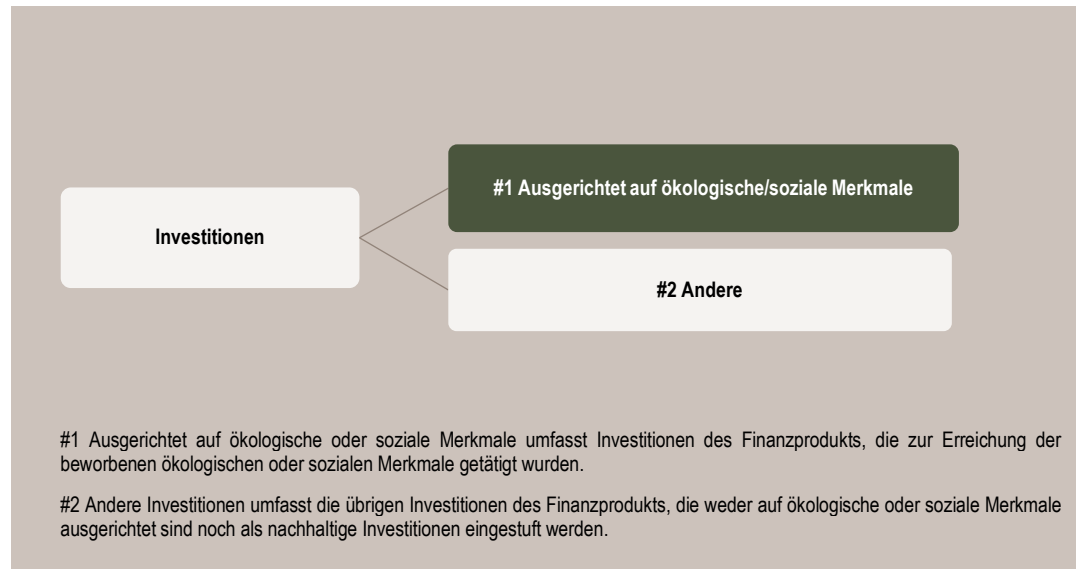 #1 Ausgerichtet auf ökologische/soziale Merkmale
Investitionen
#2 Andere
#1 Ausgerichtet auf ökologische oder soziale Merkmale umfasst Investitionen des Finanzprodukts, die zur Erreichung der
beworbenen ökologischen oder sozialen Merkmale getätigt wurden.
#2 Andere Investitionen umfasst die übrigen Investitionen des Finanzprodukts, die weder auf ökologische oder soziale Merkmale
ausgerichtet sind noch als nachhaltige Investitionen eingestuft werden.